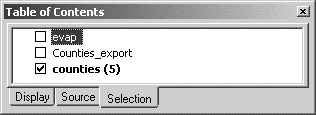 Table of Contents
evap
Counties_export
counties (5)
Display Source Selection